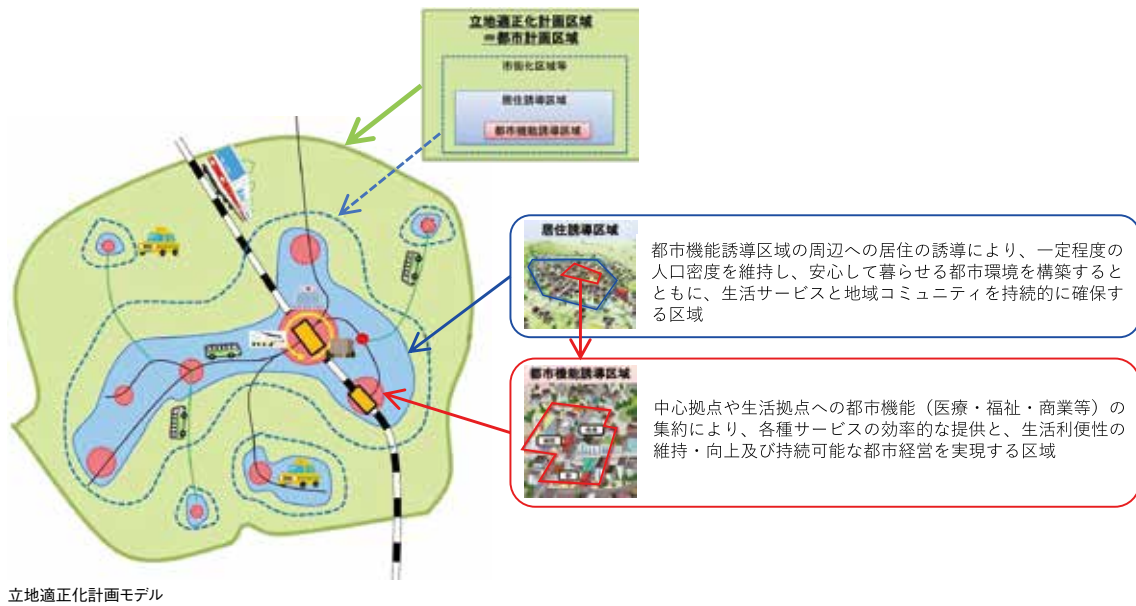 立地適正化計画区域
＝都市計画区域
市街化区域等
居住誘導区域
都市機能誘導区域
居住誘導区域
都市機能誘導区域の周辺への居住の誘導により、一定程度の
人口密度を維持し、安心して暮らせる都市環境を構築すると
ともに、生活サービスと地域コミュニティを持続的に確保す
る区域
都市機能誘導区域
中心拠点や生活拠点への都市機能（医療・福祉・商業等）の
集約により、各種サービスの効率的な提供と、生活利便性の
維持・向上及び持続可能な都市経営を実現する区域
立地適正化計画モデル